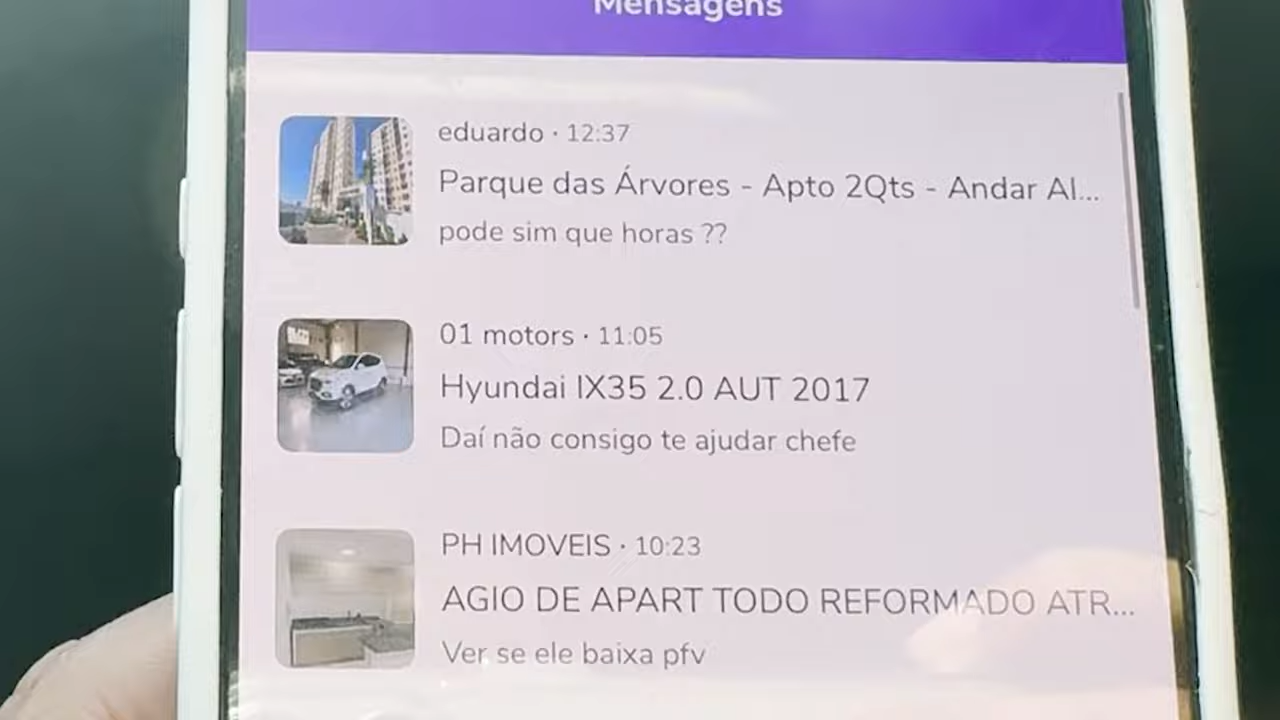 Mensagens
eduardo · 12:37
Parque das Árvores - Apto 2Qts - Andar Al...
pode sim que horas ??
01 motors · 11:05
Hyundai IX35 2.0 AUT 2017
Daí não consigo te ajudar chefe
PH IMOVEIS · 10:23
AGIO DE APART TODO REFORMADO ATR...
Ver se ele baixa pfv